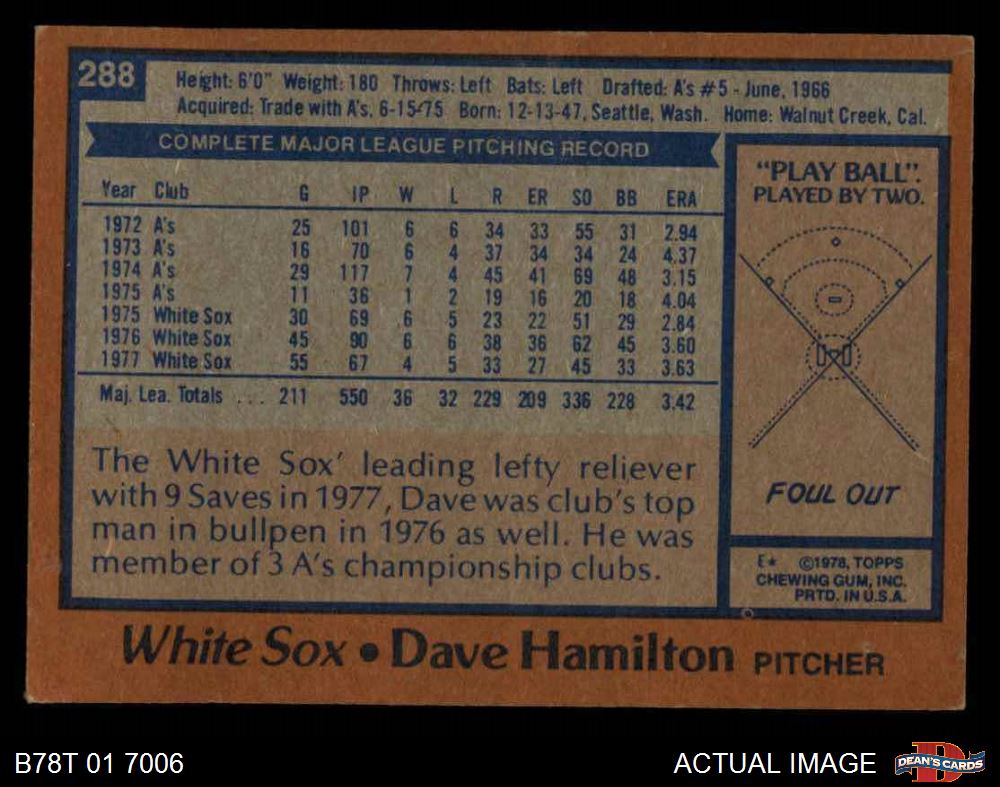 288
Height: 6'0" Weight: 180 Throws: Left Bats: Left Drafted: A's #5 - June, 1966
Acquired: Trade with A's, 6-15-75 Born: 12-13-47, Seattle, Wash. Home: Walnut Creek, Cal.
COMPLETE MAJOR LEAGUE PITCHING RECORD
Year Club G IP W L R ER SO BB ERA
1972 A's 25 101 6 6 34 33 55 31 2.94
1973 A's 16 70 6 4 37 34 34 24 4.37
1974 A's 29 117 7 4 45 41 69 48 3.15
1975 A's 11 36 1 2 19 16 20 18 4.04
1975 White Sox 30 69 6 5 23 22 51 29 2.84
1976 White Sox 45 90 6 6 38 36 62 45 3.60
1977 White Sox 55 67 4 5 33 27 45 33 3.63
Maj. Lea. Totals ... 211 550 36 32 229 209 336 228 3.42
The White Sox' leading lefty reliever
with 9 Saves in 1977, Dave was club's top
man in bullpen in 1976 as well. He was
member of 3 A's championship clubs.
"PLAY BALL".
PLAYED BY TWO.
FOUL OUT
E* ©1978, TOPPS
CHEWING GUM, INC.
PRTD. IN U.S.A.
White Sox • Dave Hamilton PITCHER
B78T 01 7006
ACTUAL IMAGE
D
DEAN'S CARDS